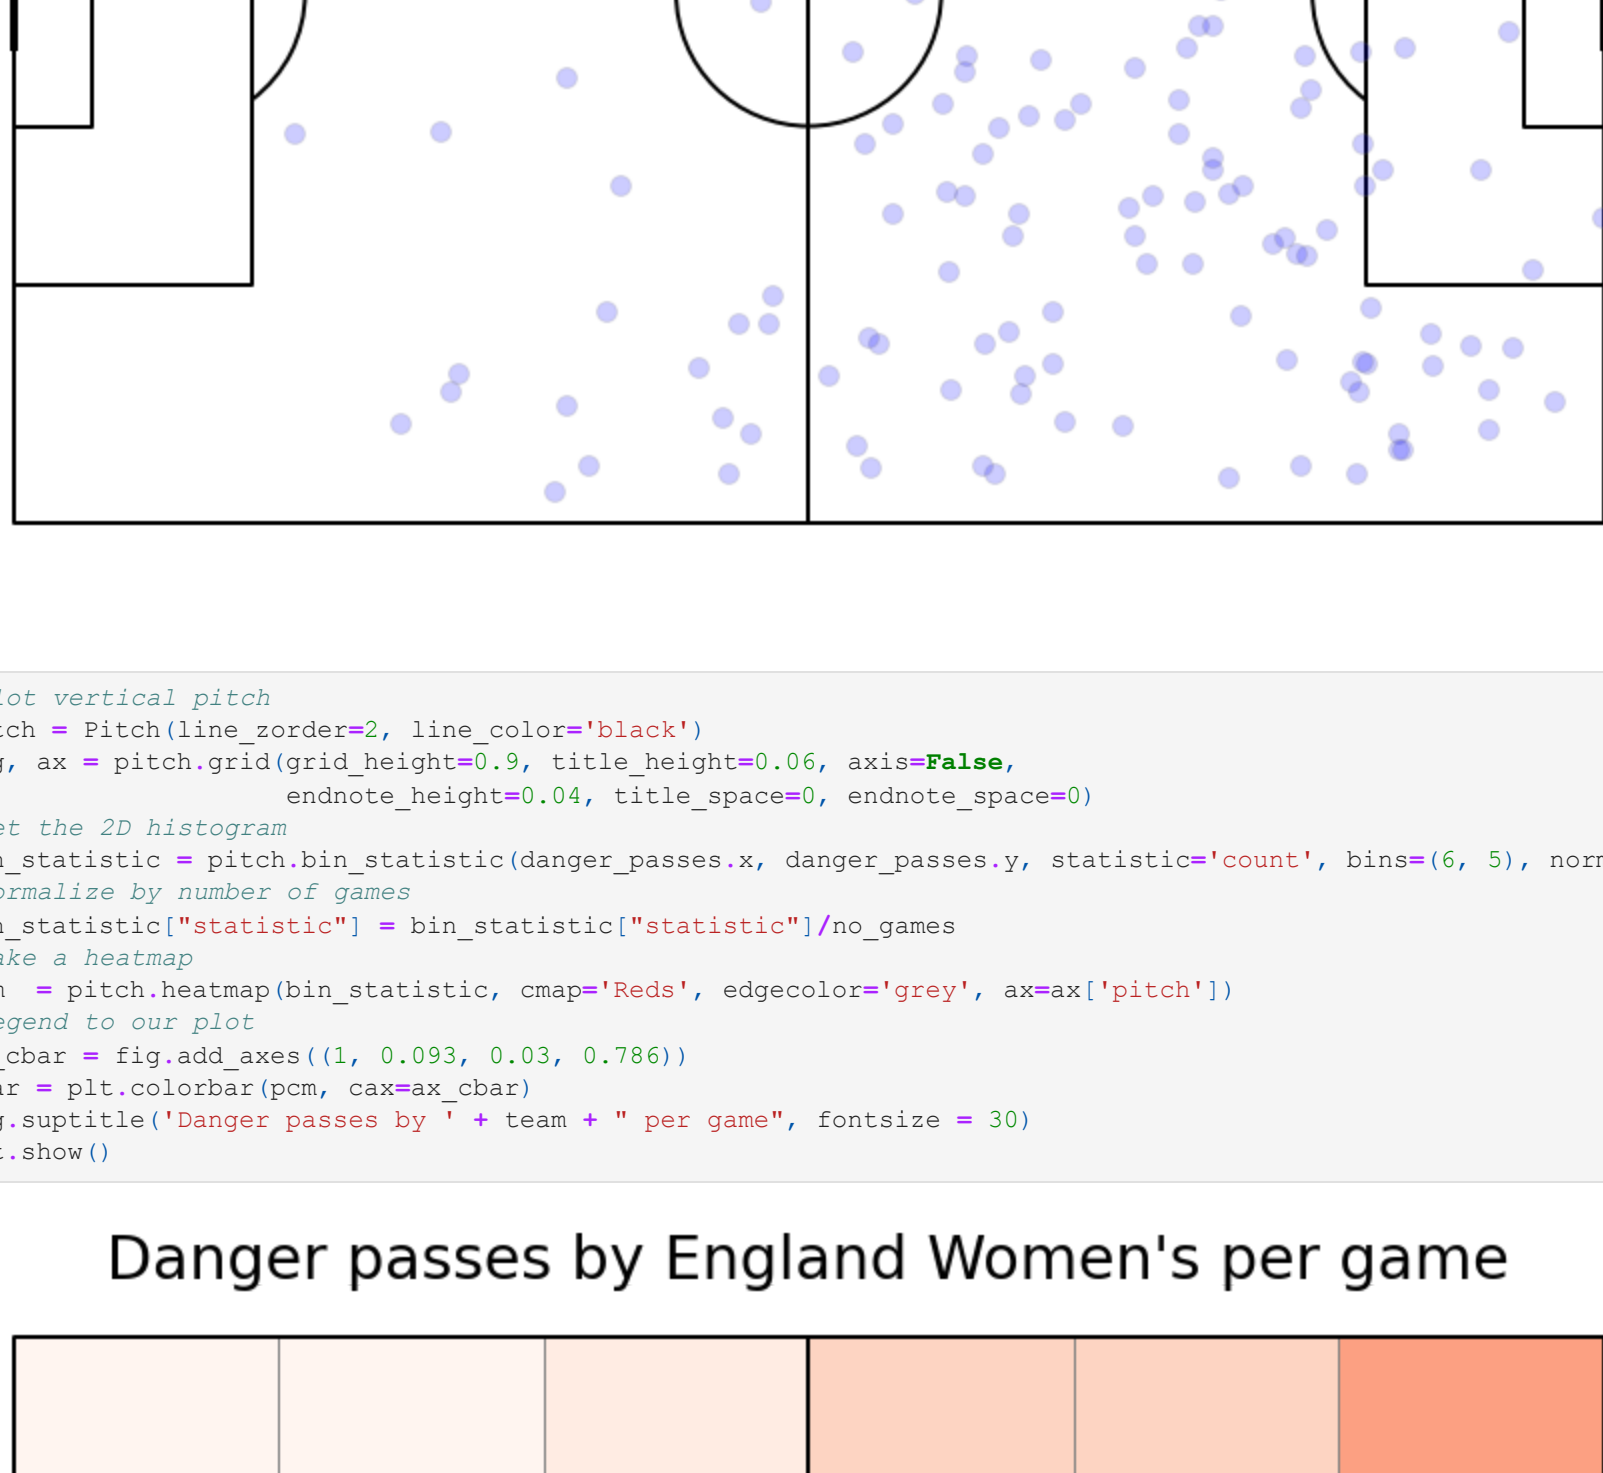 lot vertical pitch
tch = Pitch(line_zorder=2, line_color='black')
g, ax = pitch.grid(grid_height=0.9, title_height=0.06, axis=False,
endnote_height=0.04, title_space=0, endnote_space=0)
et the 2D histogram
n_statistic = pitch.bin_statistic(danger_passes.x, danger_passes.y, statistic='count', bins=(6, 5), norm
ormalize by number of games
n_statistic["statistic"] = bin_statistic["statistic"]/no_games
ake a heatmap
m  = pitch.heatmap(bin_statistic, cmap='Reds', edgecolor='grey', ax=ax['pitch'])
egend to our plot
_cbar = fig.add_axes((1, 0.093, 0.03, 0.786))
ar = plt.colorbar(pcm, cax=ax_cbar)
g.suptitle('Danger passes by ' + team + " per game", fontsize = 30)
t.show()
Danger passes by England Women's per game